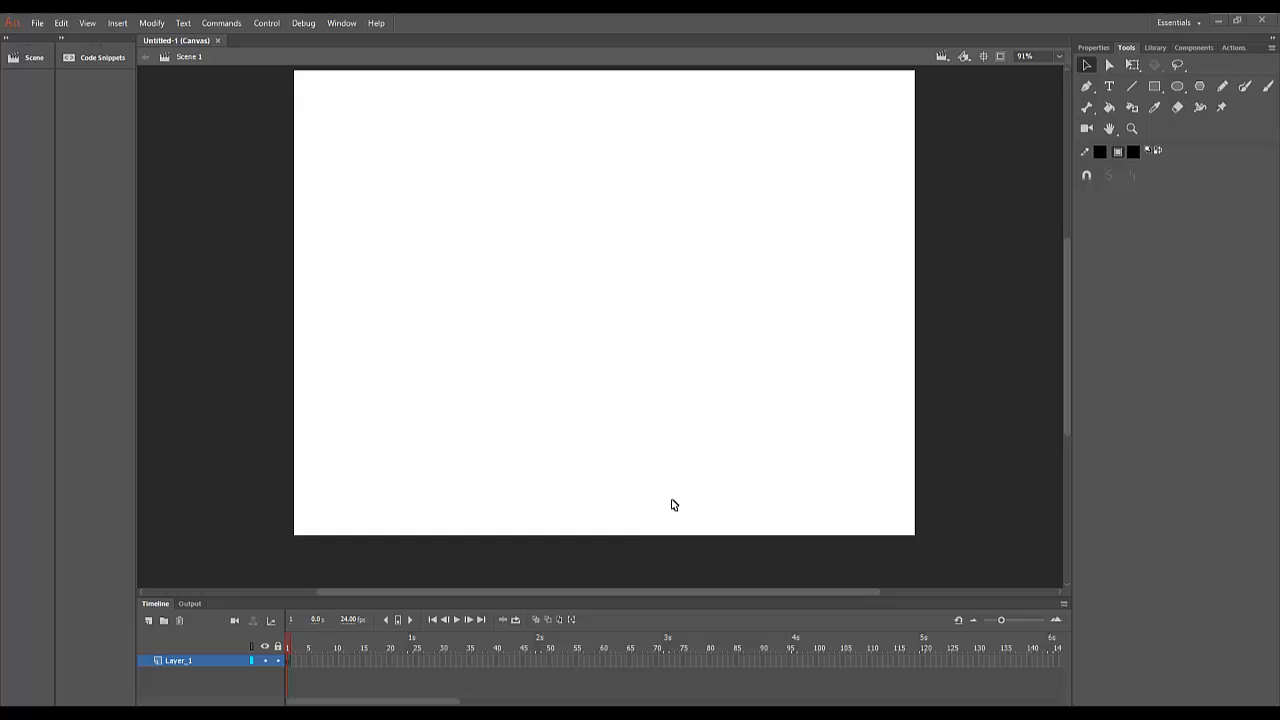 An File Edit View Insert Modify Text Commands Control Debug Window Help Essentials
Scene Code Snippets Untitled-1 (Canvas) × Properties Tools Library Components Actions
Scene 1 91%
Timeline Output
1 0.0 s 24.00 fps
1s 2s 3s 4s 5s 6s
1 5 10 15 20 25 30 35 40 45 50 55 60 65 70 75 80 85 90 95 100 105 110 115 120 125 130 135 140 14
Layer_1